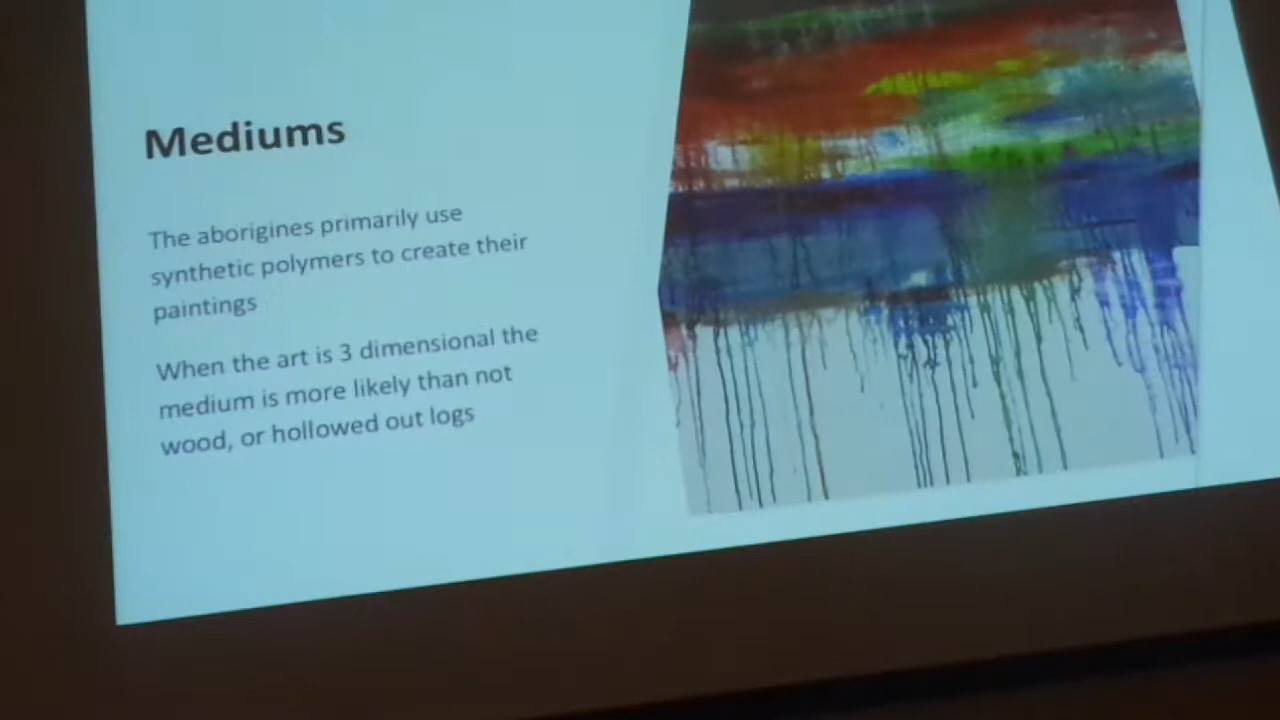 Mediums
The aborigines primarily use
synthetic polymers to create their
paintings
When the art is 3 dimensional the
medium is more likely than not
wood, or hollowed out logs